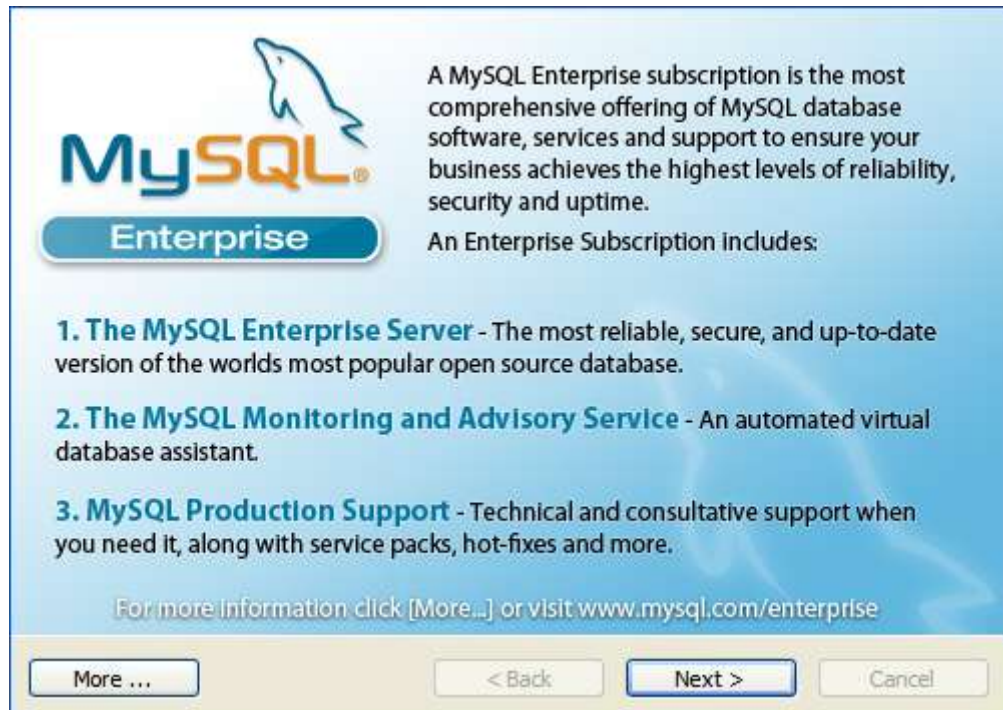 MySQL®
Enterprise
A MySQL Enterprise subscription is the most
comprehensive offering of MySQL database
software, services and support to ensure your
business achieves the highest levels of reliability,
security and uptime.
An Enterprise Subscription includes:
1. The MySQL Enterprise Server - The most reliable, secure, and up-to-date
version of the worlds most popular open source database.
2. The MySQL Monitoring and Advisory Service - An automated virtual
database assistant.
3. MySQL Production Support - Technical and consultative support when
you need it, along with service packs, hot-fixes and more.
For more information click [More...] or visit www.mysql.com/enterprise
More ... < Back Next > Cancel